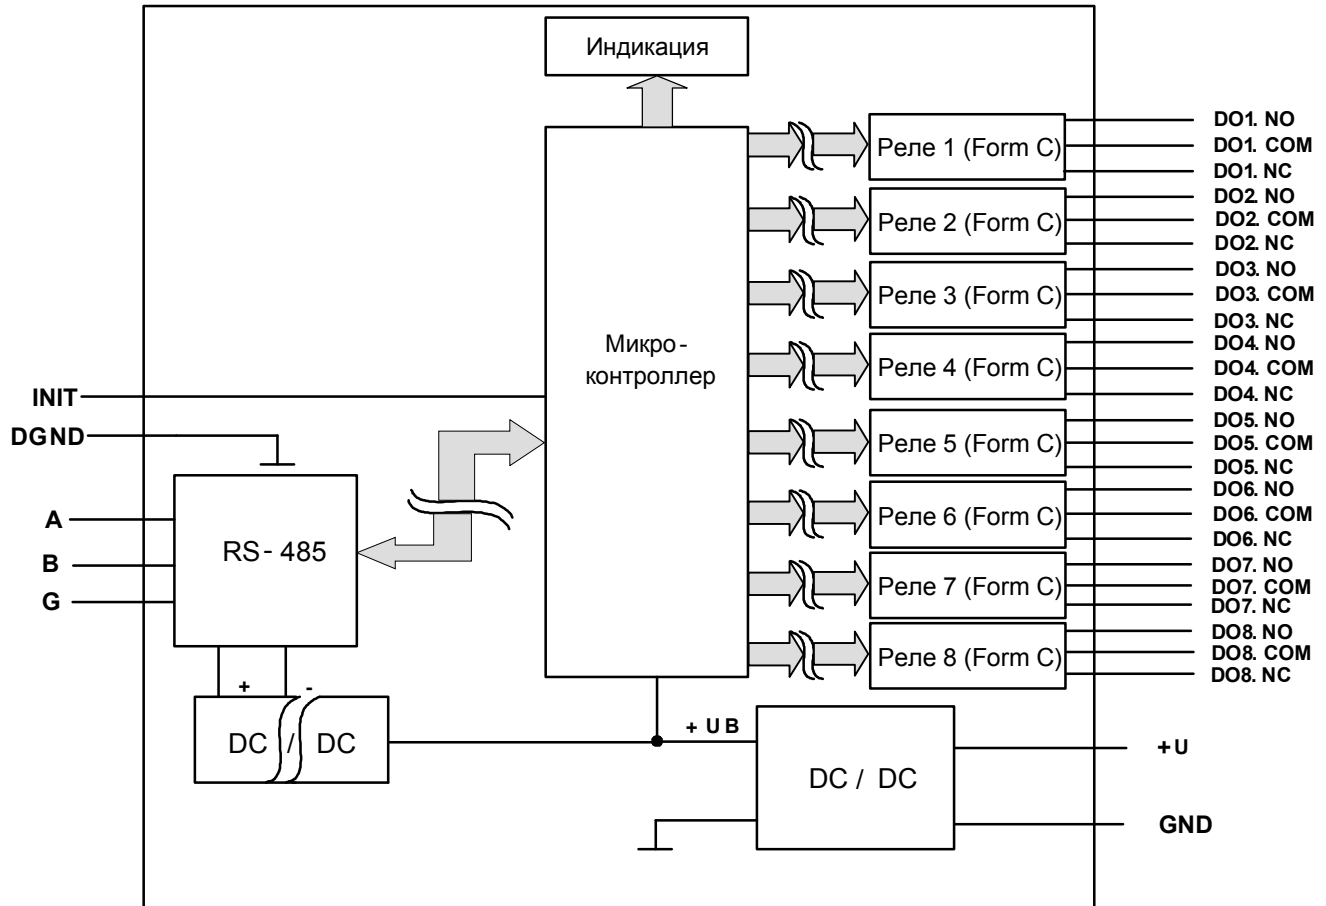 Индикация
Микро-
контроллер
Реле 1 (Form C)
DO1. NO
DO1. COM
DO1. NC
Реле 2 (Form C)
DO2. NO
DO2. COM
DO2. NC
Реле 3 (Form C)
DO3. NO
DO3. COM
DO3. NC
Реле 4 (Form C)
DO4. NO
DO4. COM
DO4. NC
Реле 5 (Form C)
DO5. NO
DO5. COM
DO5. NC
Реле 6 (Form C)
DO6. NO
DO6. COM
DO6. NC
Реле 7 (Form C)
DO7. NO
DO7. COM
DO7. NC
Реле 8 (Form C)
DO8. NO
DO8. COM
DO8. NC
INIT
DGND
A
B
G
RS-485
+ -
DC / DC
+ UB
DC / DC
+U
GND